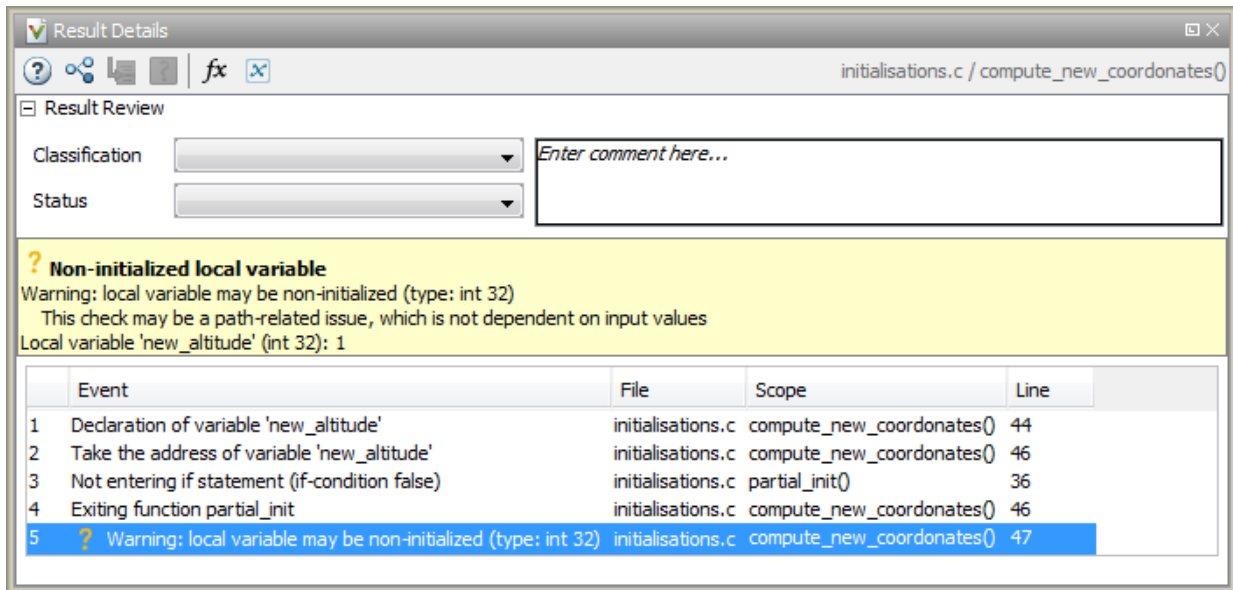 Result Details
fx x initialisations.c / compute_new_coordonates()
Result Review
Classification
Enter comment here...
Status
? Non-initialized local variable
Warning: local variable may be non-initialized (type: int 32)
This check may be a path-related issue, which is not dependent on input values
Local variable 'new_altitude' (int 32): 1
Event File Scope Line
1 Declaration of variable 'new_altitude' initialisations.c compute_new_coordonates() 44
2 Take the address of variable 'new_altitude' initialisations.c compute_new_coordonates() 46
3 Not entering if statement (if-condition false) initialisations.c partial_init() 36
4 Exiting function partial_init initialisations.c compute_new_coordonates() 46
5 ? Warning: local variable may be non-initialized (type: int 32) initialisations.c compute_new_coordonates() 47